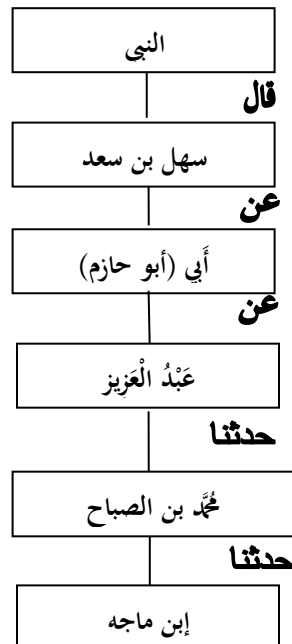 النبى
قال
سهل بن سعد
عن
أَبِي (أبو حازم)
عن
عَبْدُ الْعَزِيز
حدثنا
مُحَمَّد بن الصباح
حدثنا
إبن ماجه